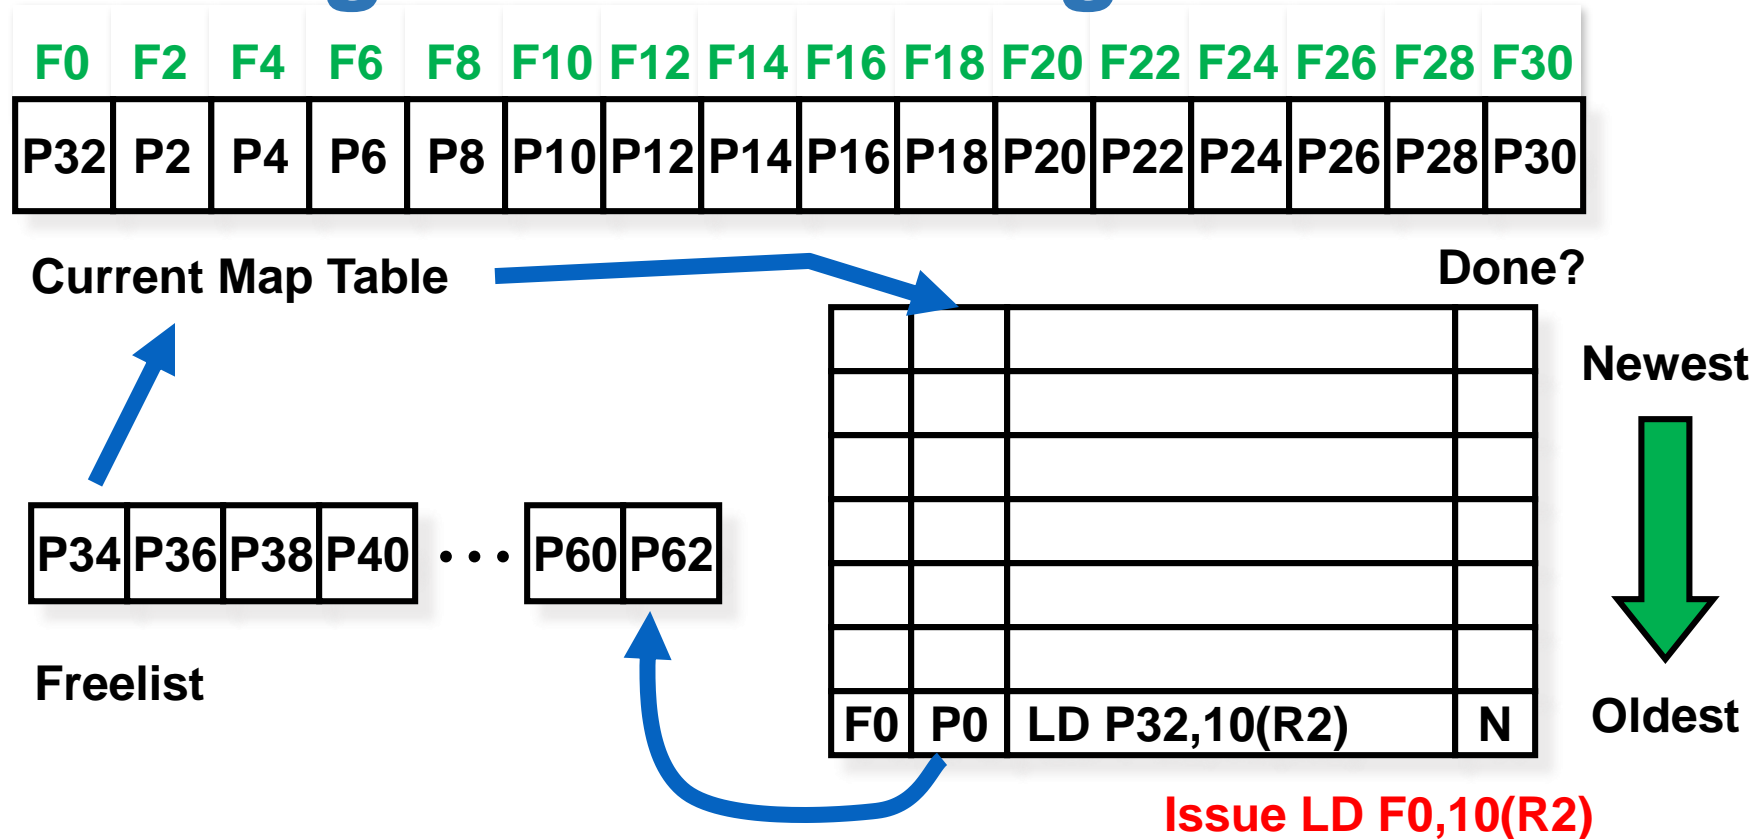 F0 F2 F4 F6 F8 F10 F12 F14 F16 F18 F20 F22 F24 F26 F28 F30
P32 P2 P4 P6 P8 P10 P12 P14 P16 P18 P20 P22 P24 P26 P28 P30
Current Map Table
Done?
Newest
P34 P36 P38 P40 ... P60 P62
Freelist
F0 P0 LD P32,10(R2) N
Oldest
Issue LD F0,10(R2)